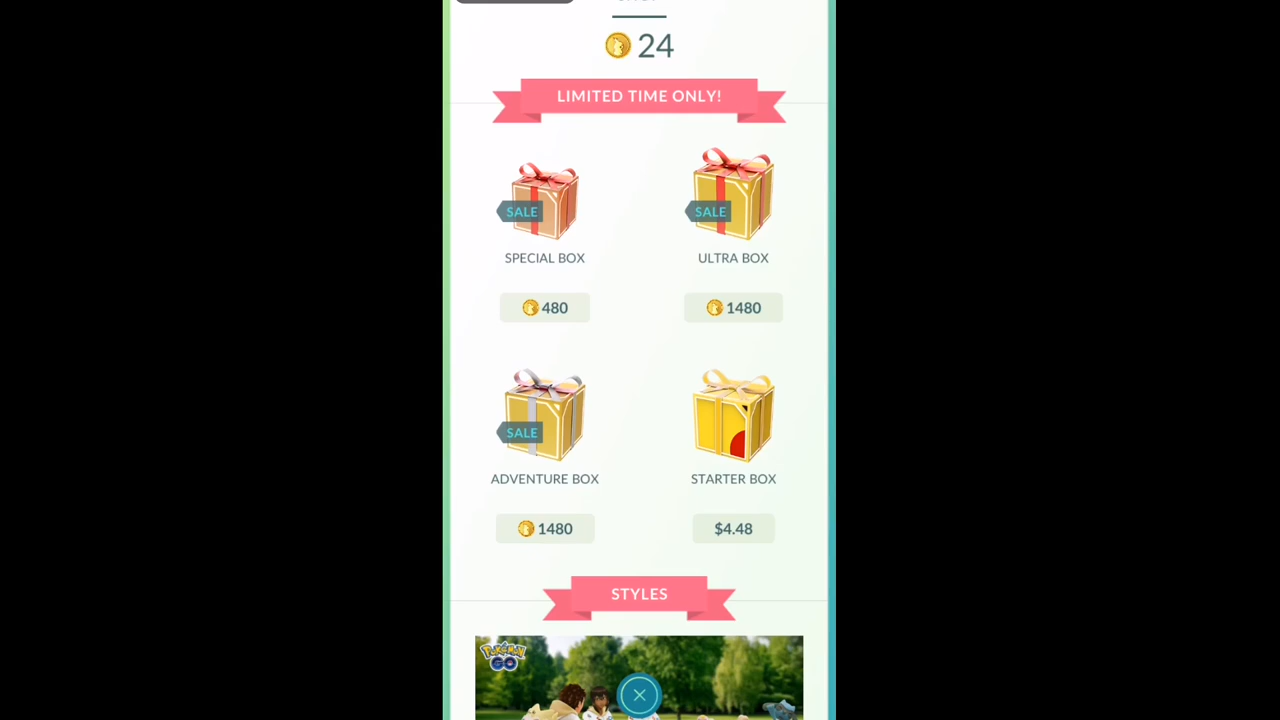 24
LIMITED TIME ONLY!
SALE
SALE
SPECIAL BOX
ULTRA BOX
480
1480
SALE
ADVENTURE BOX
STARTER BOX
1480
$4.48
STYLES
POKÉMON
GO